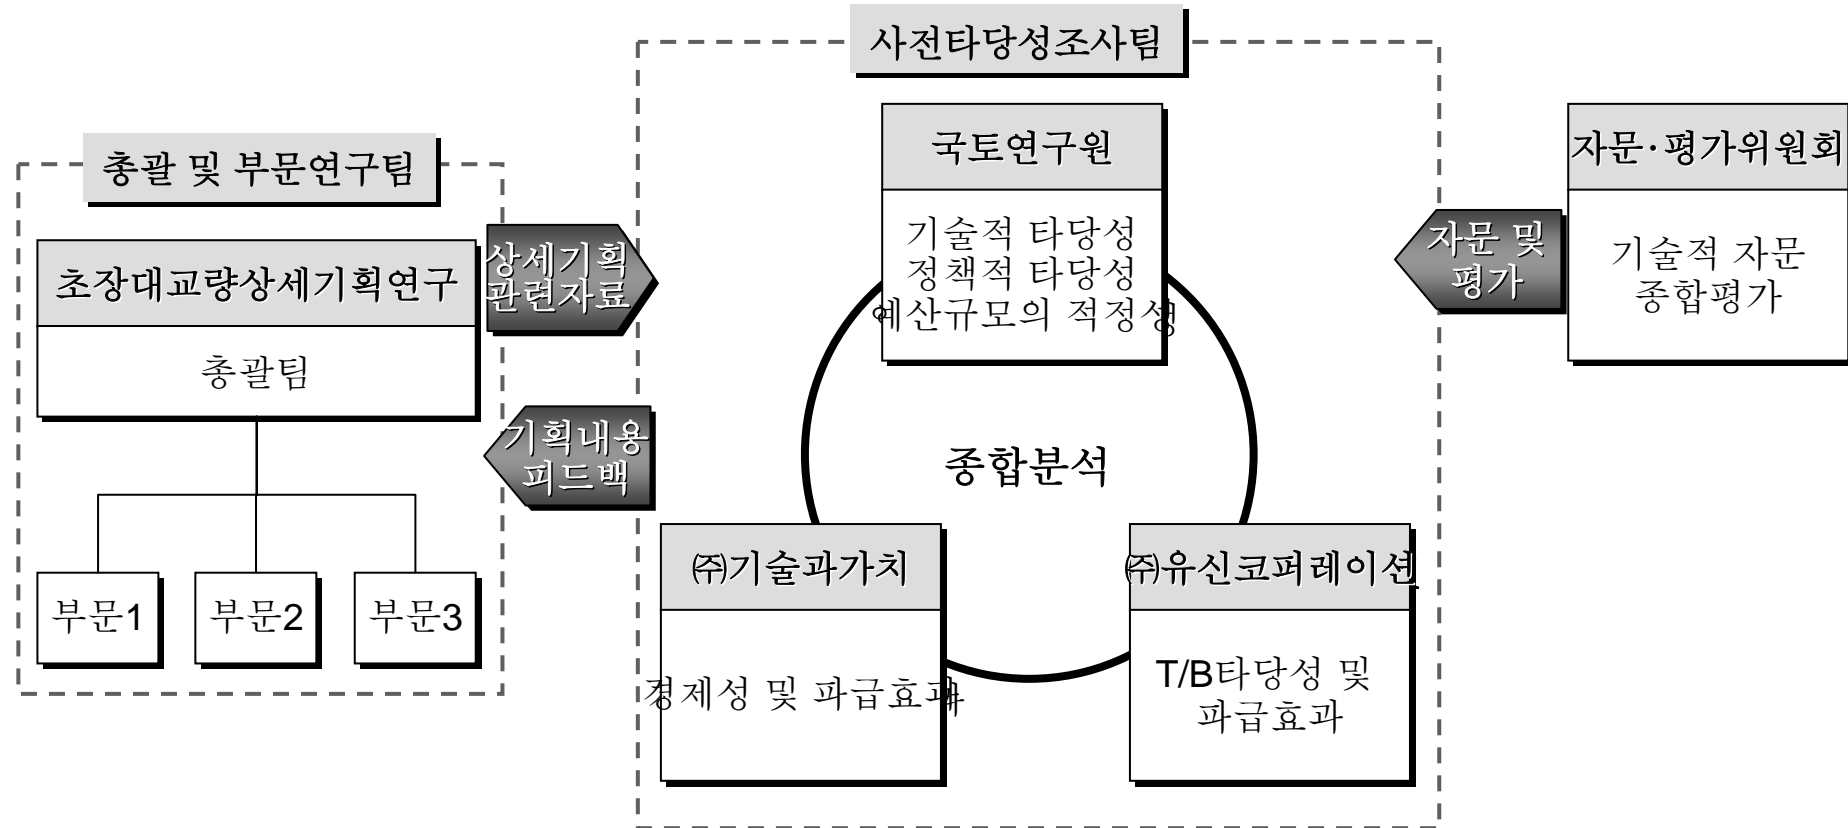 사전타당성조사팀
총괄 및 부문연구팀
초장대교량상세기획연구
총괄팀
부문1
부문2
부문3
상세기획
관련자료
기획내용
피드백
국토연구원
기술적 타당성
정책적 타당성
예산규모의 적정성
종합분석
㈜기술과가치
경제성 및 파급효과
㈜유신코퍼레이션
T/B타당성 및
파급효과
자문 및
평가
자문·평가위원회
기술적 자문
종합평가